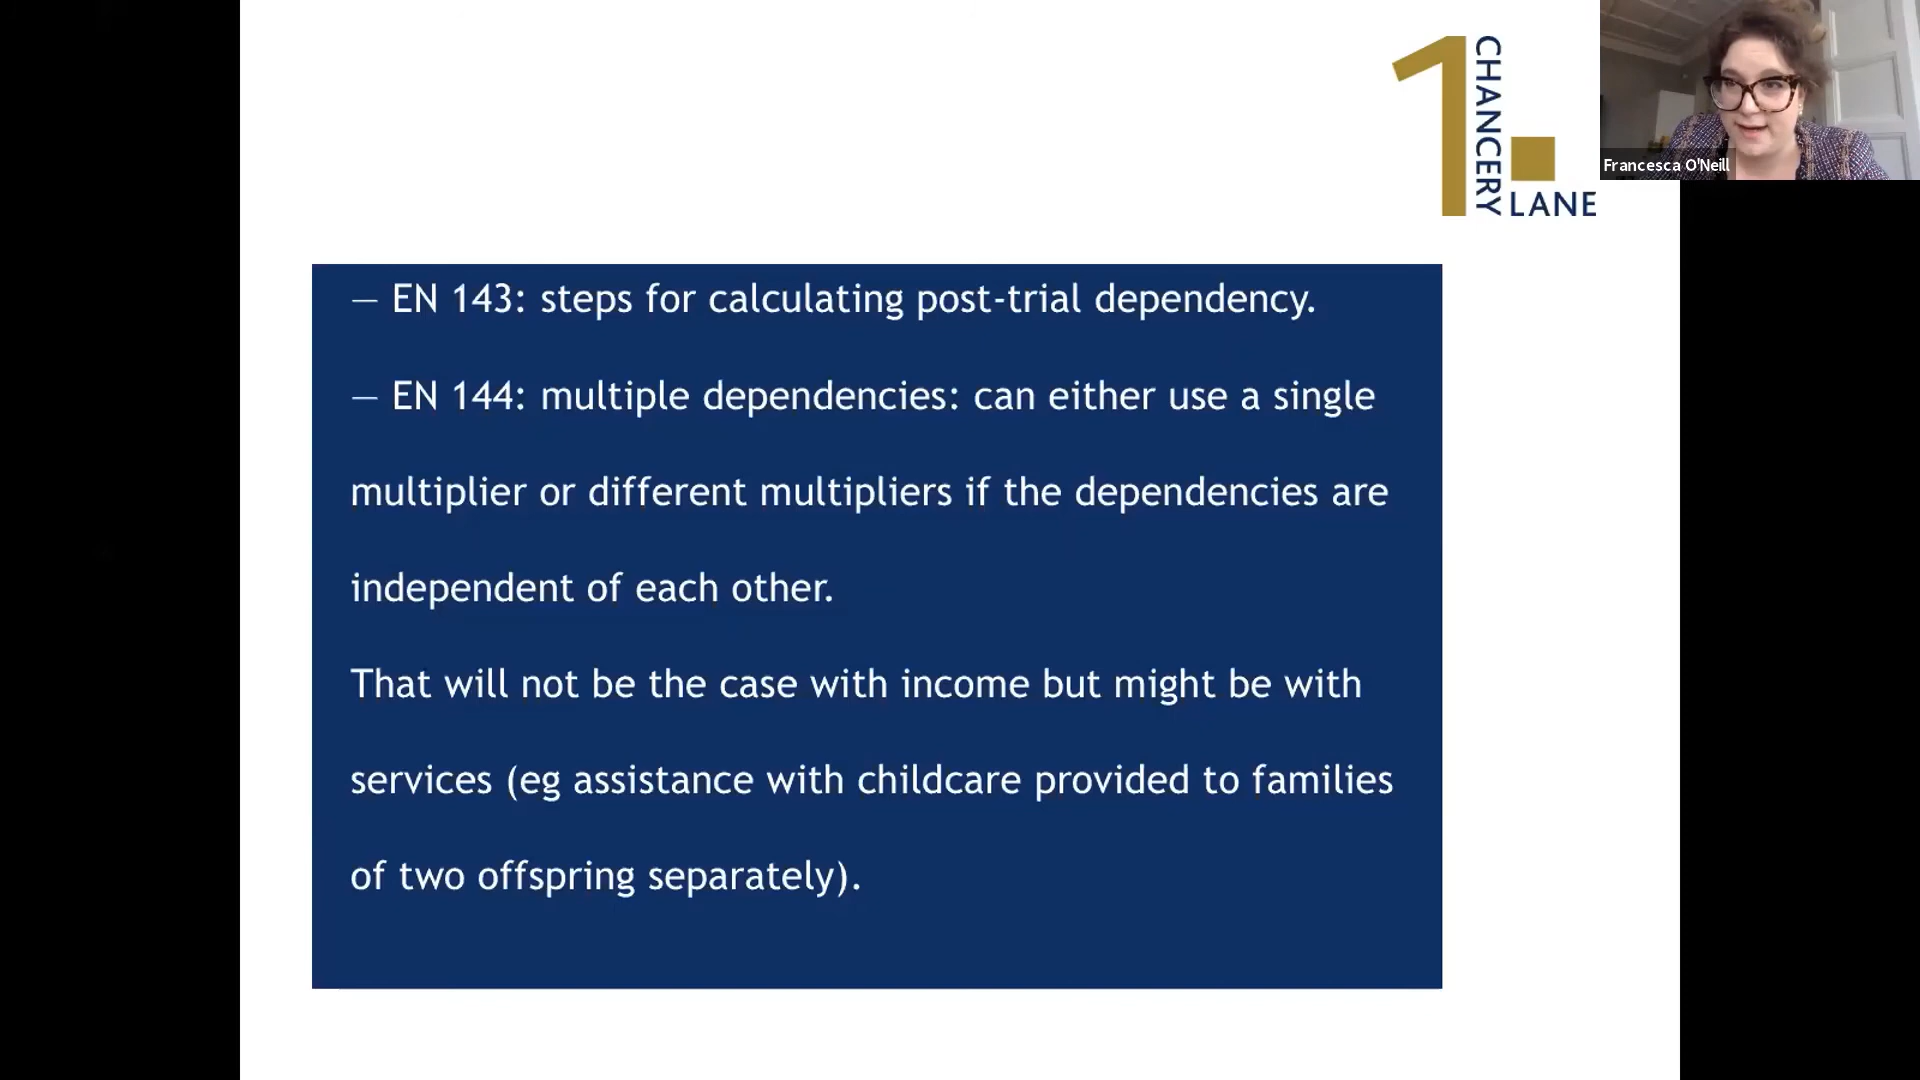 1
CHANCERY
LANE
Francesca O'Neill
— EN 143: steps for calculating post-trial dependency.
— EN 144: multiple dependencies: can either use a single
multiplier or different multipliers if the dependencies are
independent of each other.
That will not be the case with income but might be with
services (eg assistance with childcare provided to families
of two offspring separately).